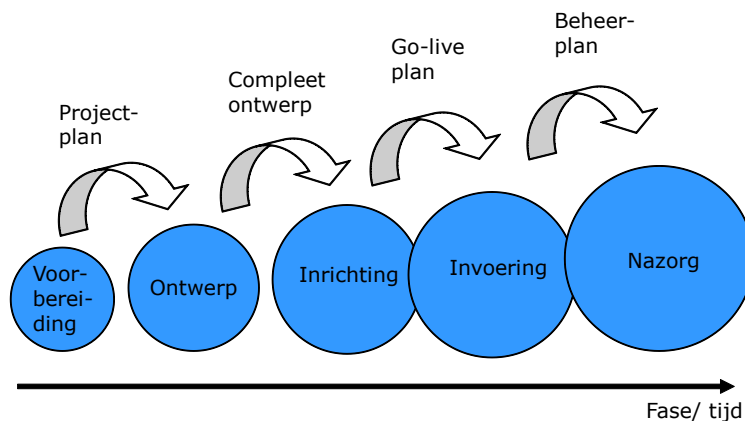 Project-
plan
Compleet
ontwerp
Go-live
plan
Beheer-
plan
Voor-
berei-
ding
Ontwerp
Inrichting
Invoering
Nazorg
Fase/ tijd